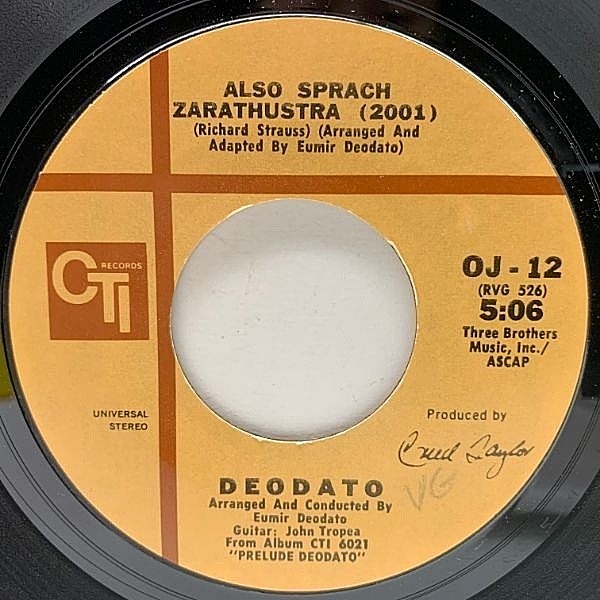 ALSO SPRACH
ZARATHUSTRA (2001)
(Richard Strauss) (Arranged And
Adapted By Eumir Deodato)
CTI
RECORDS
OJ - 12
(RVG 526)
5:06
Three Brothers
Music, Inc./
ASCAP
UNIVERSAL
STEREO
Produced by
Creed Taylor
VG
DEODATO
Arranged And Conducted By
Eumir Deodato
Guitar: John Tropea
From Album CTI 6021
"PRELUDE DEODATO"